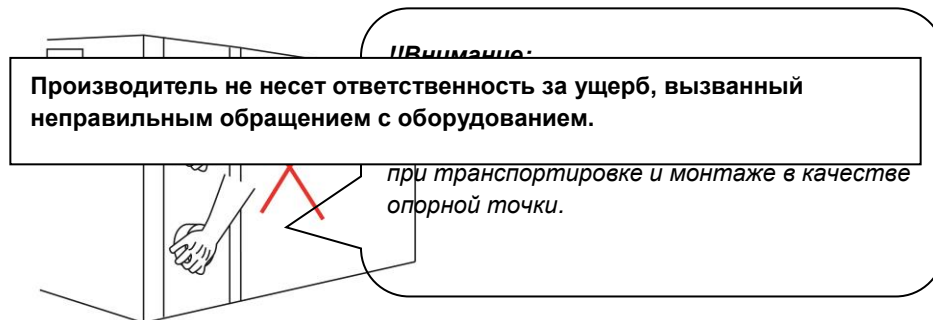 !!Внимание:
Производитель не несет ответственность за ущерб, вызванный
неправильным обращением с оборудованием.
при транспортировке и монтаже в качестве
опорной точки.